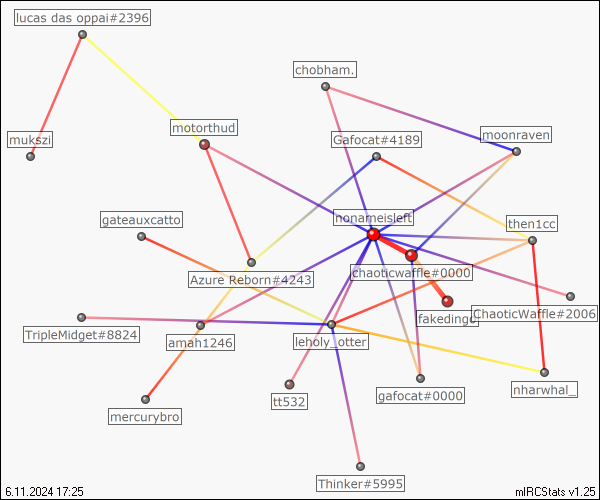 lucas das oppai#2396
chobham.
motorthud
mukszi
Gafocat#4189
moonraven
gateauxcatto
nonameisleft
then1cc
Azure Reborn#4243
chaoticwaffle#0000
fakedingo
ChaoticWaffle#2006
TripleMidget#8824
amah1246
leholy_otter
tt532
gafocat#0000
nharwhal_
mercurybro
Thinker#5995
6.11.2024 17:25
mIRCStats v1.25